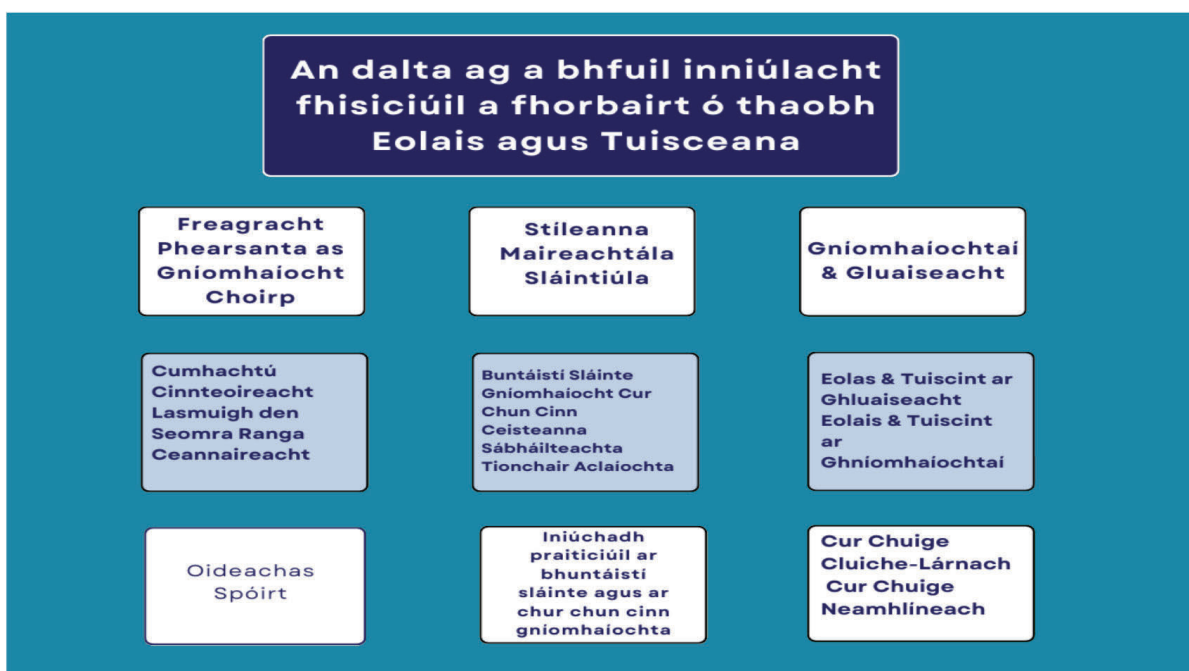 An dalta ag a bhfuil inniúlacht
fhisiciúil a fhorbairt ó thaobh
Eolais agus Tuisceana
Freagracht
Phearsanta as
Gníomhaíocht
Choirp
Stíleanna
Maireachtála
Sláintiúla
Gníomhaíochtaí
& Gluaiseacht
Cumhachtú
Cinnteoireacht
Lasmuigh den
Seomra Ranga
Ceannaireacht
Buntáistí Sláinte
Gníomhaíocht Cur
Chun Cinn
Ceisteanna
Sábháilteachta
Tionchair Aclaíochta
Eolas & Tuiscint ar
Ghluaiseacht
Eolais & Tuiscint
ar
Ghníomhaíochtaí
Oideachas
Spóirt
Iniúchadh
praiticiúil ar
bhuntáistí
sláinte agus ar
chur chun cinn
gníomhaíochta
Cur Chuige
Cluiche-Lárnach
Cur Chuige
Neamhlíneach